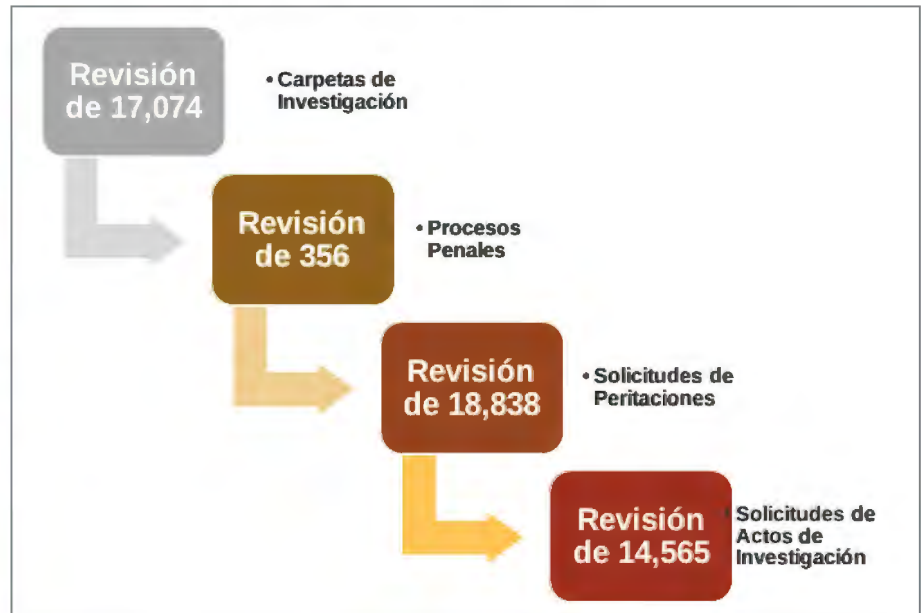 Revisión
de 17,074
• Carpetas de
Investigación
Revisión
de 356
• Procesos
Penales
Revisión
de 18,838
• Solicitudes de
Peritaciones
Revisión
de 14,565
• Solicitudes de
Actos de
Investigación